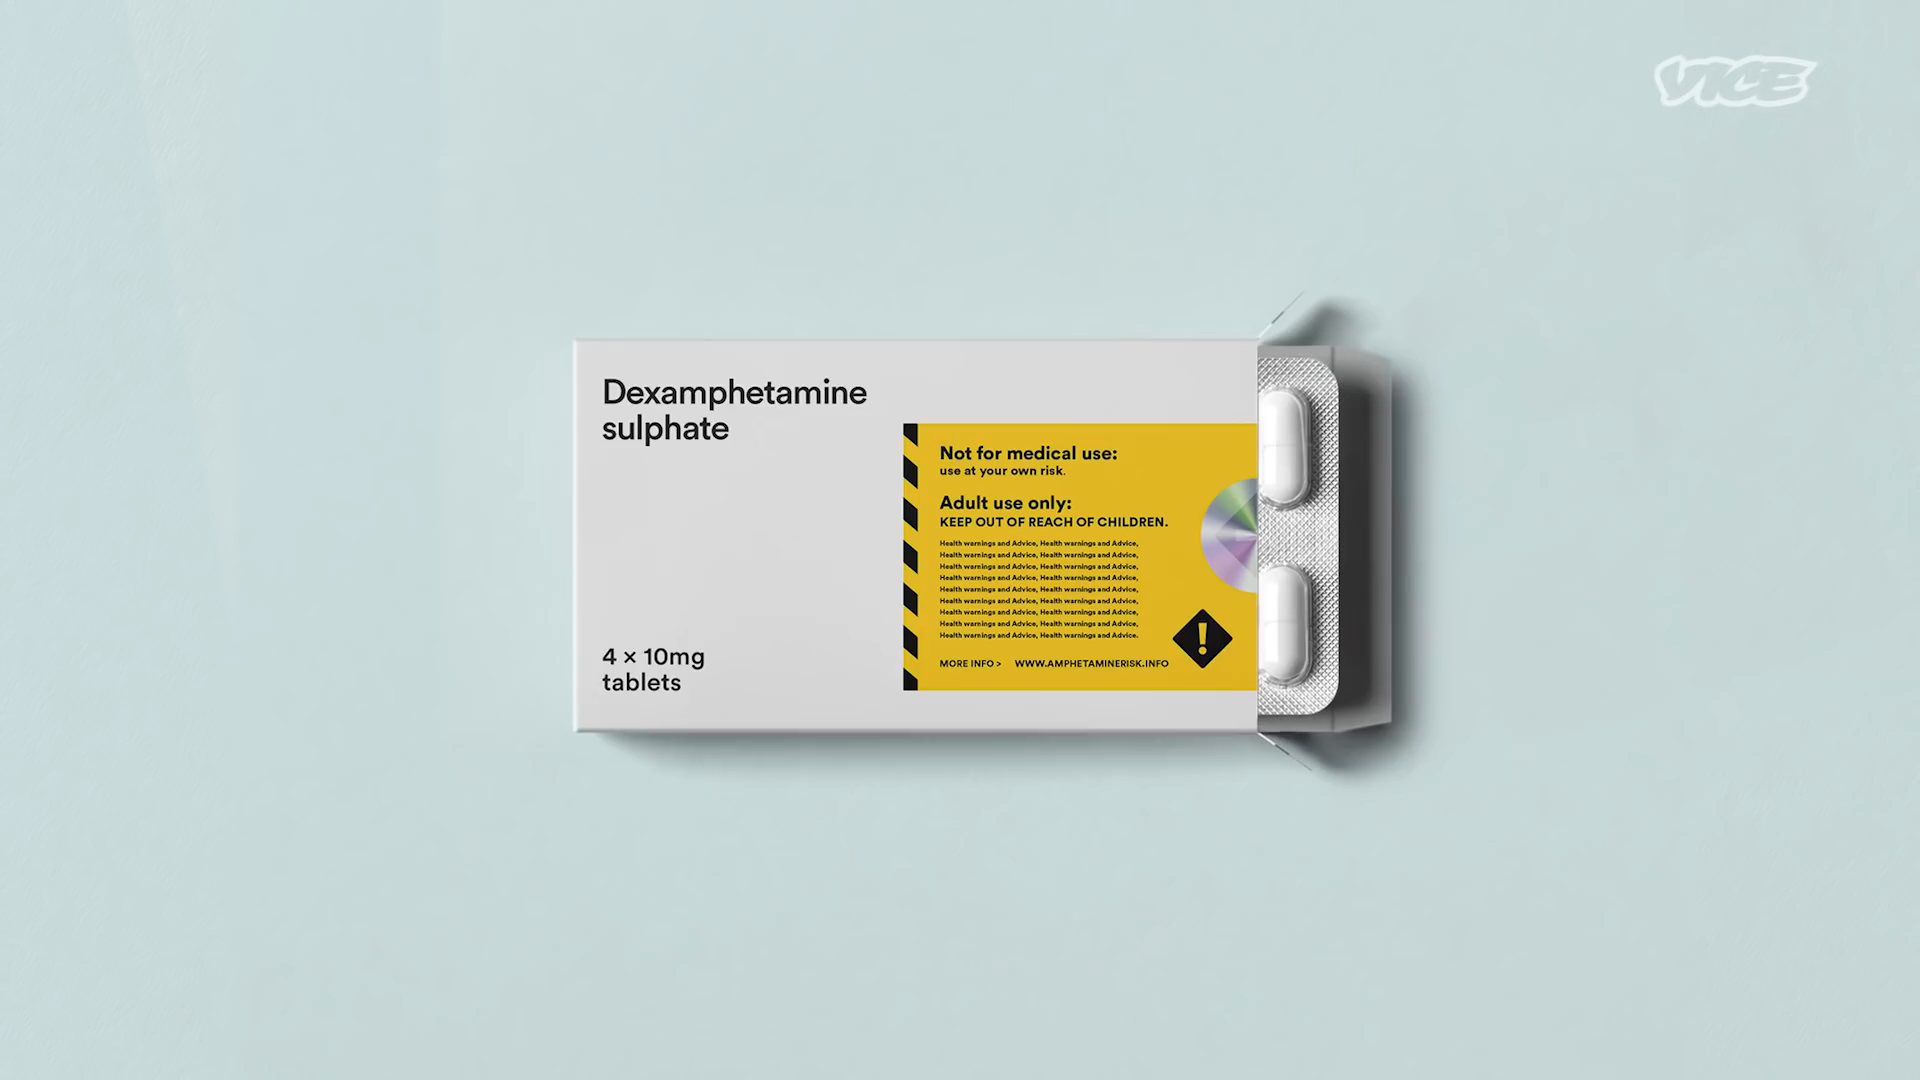 VICE
Dexamphetamine
sulphate
Not for medical use:
use at your own risk.
Adult use only:
KEEP OUT OF REACH OF CHILDREN.
Health warnings and Advice, Health warnings and Advice,
Health warnings and Advice, Health warnings and Advice,
Health warnings and Advice, Health warnings and Advice,
Health warnings and Advice, Health warnings and Advice,
Health warnings and Advice, Health warnings and Advice,
Health warnings and Advice, Health warnings and Advice,
Health warnings and Advice, Health warnings and Advice,
Health warnings and Advice, Health warnings and Advice,
Health warnings and Advice, Health warnings and Advice.
MORE INFO > WWW.AMPHETAMINERISK.INFO
!
4 × 10mg
tablets